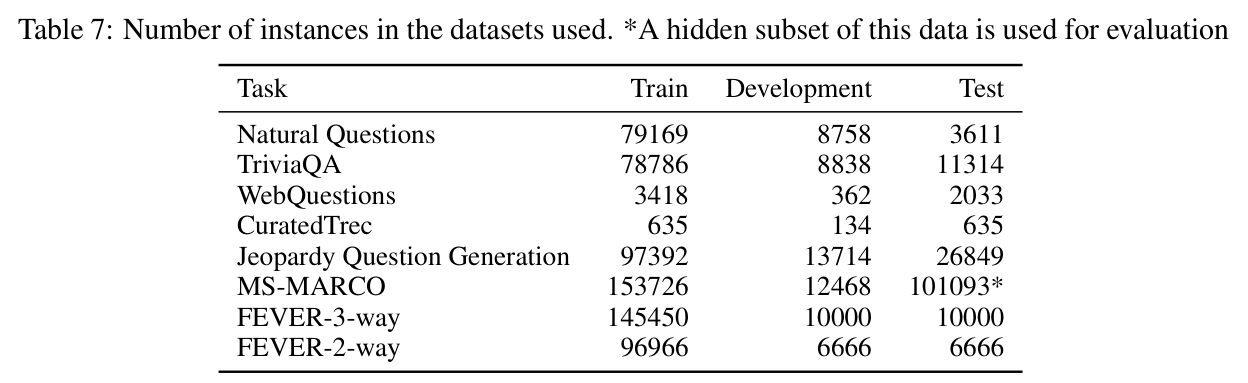 Table 7: Number of instances in the datasets used. *A hidden subset of this data is used for evaluation
Task Train Development Test
Natural Questions 79169 8758 3611
TriviaQA 78786 8838 11314
WebQuestions 3418 362 2033
CuratedTrec 635 134 635
Jeopardy Question Generation 97392 13714 26849
MS-MARCO 153726 12468 101093*
FEVER-3-way 145450 10000 10000
FEVER-2-way 96966 6666 6666